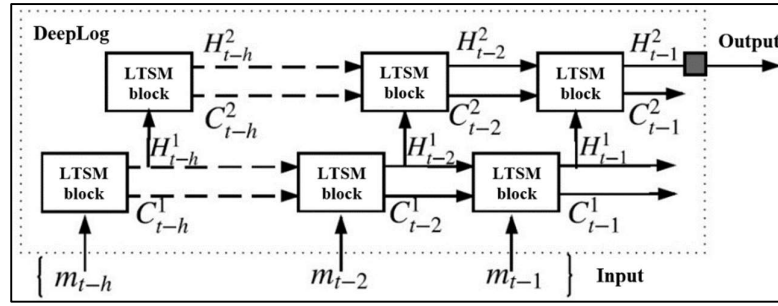 DeepLog
H²ₜ₋ₕ H²ₜ₋₂ H²ₜ₋₁ Output
LTSM block LTSM block LTSM block
C²ₜ₋ₕ C²ₜ₋₂ C²ₜ₋₁
H¹ₜ₋ₕ H¹ₜ₋₂ H¹ₜ₋₁
LTSM block LTSM block LTSM block
C¹ₜ₋ₕ C¹ₜ₋₂ C¹ₜ₋₁
{ mₜ₋ₕ mₜ₋₂ mₜ₋₁ } Input